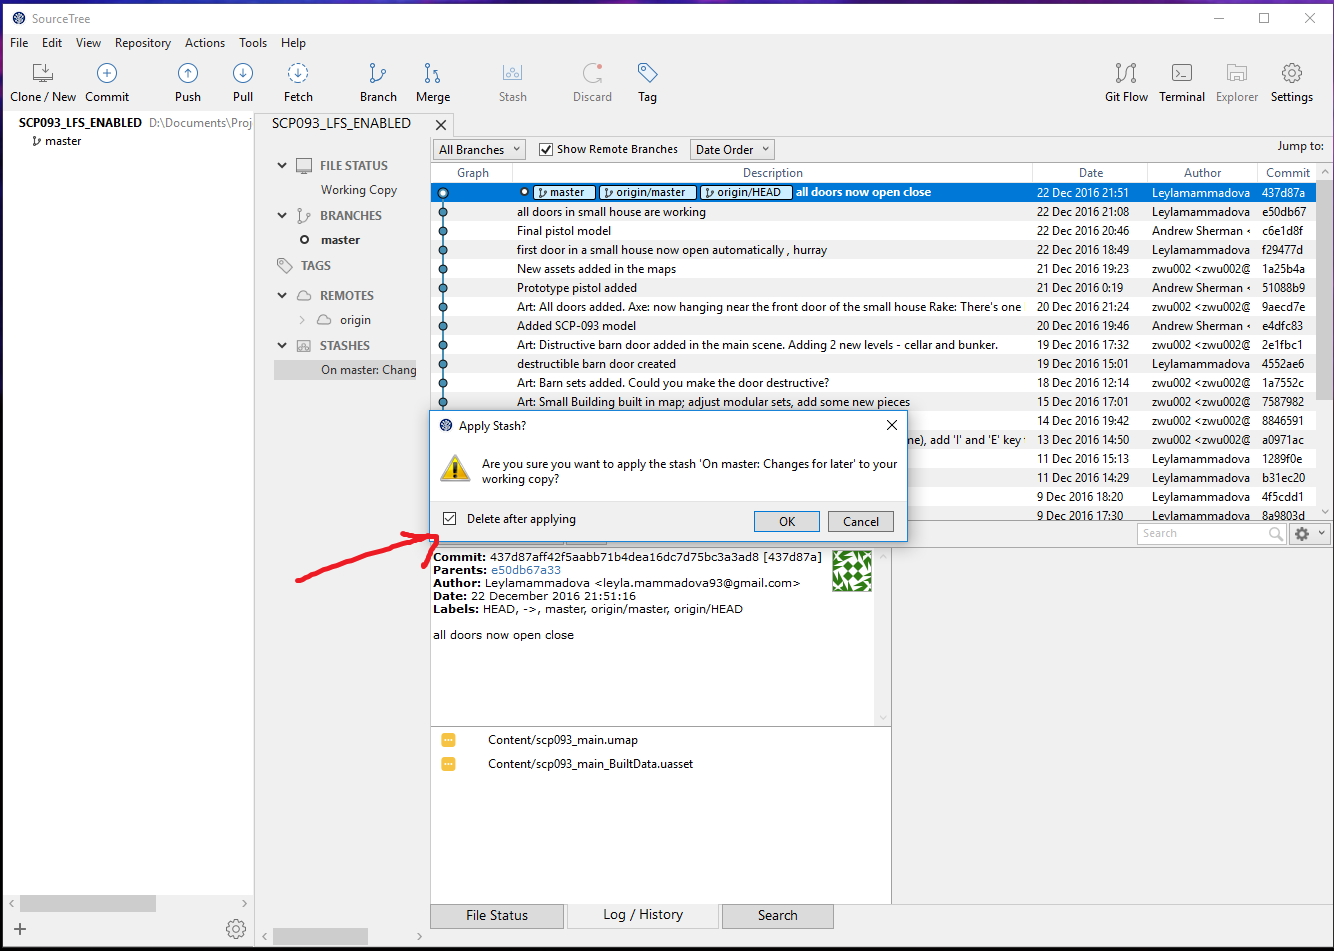 SourceTree
File Edit View Repository Actions Tools Help
Clone / New Commit Push Pull Fetch Branch Merge Stash Discard Tag Git Flow Terminal Explorer Settings
SCP093_LFS_ENABLED D:\Documents\Proj
master
SCP093_LFS_ENABLED
FILE STATUS
Working Copy
BRANCHES
master
TAGS
REMOTES
origin
STASHES
On master: Chang
All Branches Show Remote Branches Date Order Jump to:
Graph Description Date Author Commit
master origin/master origin/HEAD all doors now open close 22 Dec 2016 21:51 Leylamammadova 437d87a
all doors in small house are working 22 Dec 2016 21:08 Leylamammadova e50db67
Final pistol model 22 Dec 2016 20:46 Andrew Sherman < c6e1d8f
first door in a small house now open automatically , hurray 22 Dec 2016 18:49 Leylamammadova f29477d
New assets added in the maps 21 Dec 2016 19:23 zwu002 <zwu002@ 1a25b4a
Prototype pistol added 21 Dec 2016 0:19 Andrew Sherman < 51088b9
Art: All doors added. Axe: now hanging near the front door of the small house Rake: There's one 20 Dec 2016 21:24 zwu002 <zwu002@ 9aecd7e
Added SCP-093 model 20 Dec 2016 19:46 Andrew Sherman < e4dfc83
Art: Distructive barn door added in the main scene. Adding 2 new levels - cellar and bunker. 19 Dec 2016 17:32 zwu002 <zwu002@ 2e1fbc1
destructible barn door created 19 Dec 2016 15:01 Leylamammadova 4552ae6
Art: Barn sets added. Could you make the door destructive? 18 Dec 2016 12:14 zwu002 <zwu002@ 1a7552c
Art: Small Building built in map; adjust modular sets, add some new pieces 15 Dec 2016 17:01 zwu002 <zwu002@ 7587982
14 Dec 2016 19:42 zwu002 <zwu002@ 8846591
ne), add 'I' and 'E' key 13 Dec 2016 14:50 zwu002 <zwu002@ a0971ac
11 Dec 2016 15:13 Leylamammadova 1289f0e
11 Dec 2016 14:29 Leylamammadova b31ec20
9 Dec 2016 18:20 Leylamammadova 4f5cdd1
9 Dec 2016 17:30 Leylamammadova 8a9803d
Apply Stash?
Are you sure you want to apply the stash 'On master: Changes for later' to your
working copy?
Delete after applying OK Cancel
Search
Commit: 437d87aff42f5aabb71b4dea16dc7d75bc3a3ad8 [437d87a]
Parents: e50db67a33
Author: Leylamammadova <leyla.mammadova93@gmail.com>
Date: 22 December 2016 21:51:16
Labels: HEAD, ->, master, origin/master, origin/HEAD
all doors now open close
Content/scp093_main.umap
Content/scp093_main_BuiltData.uasset
File Status Log / History Search